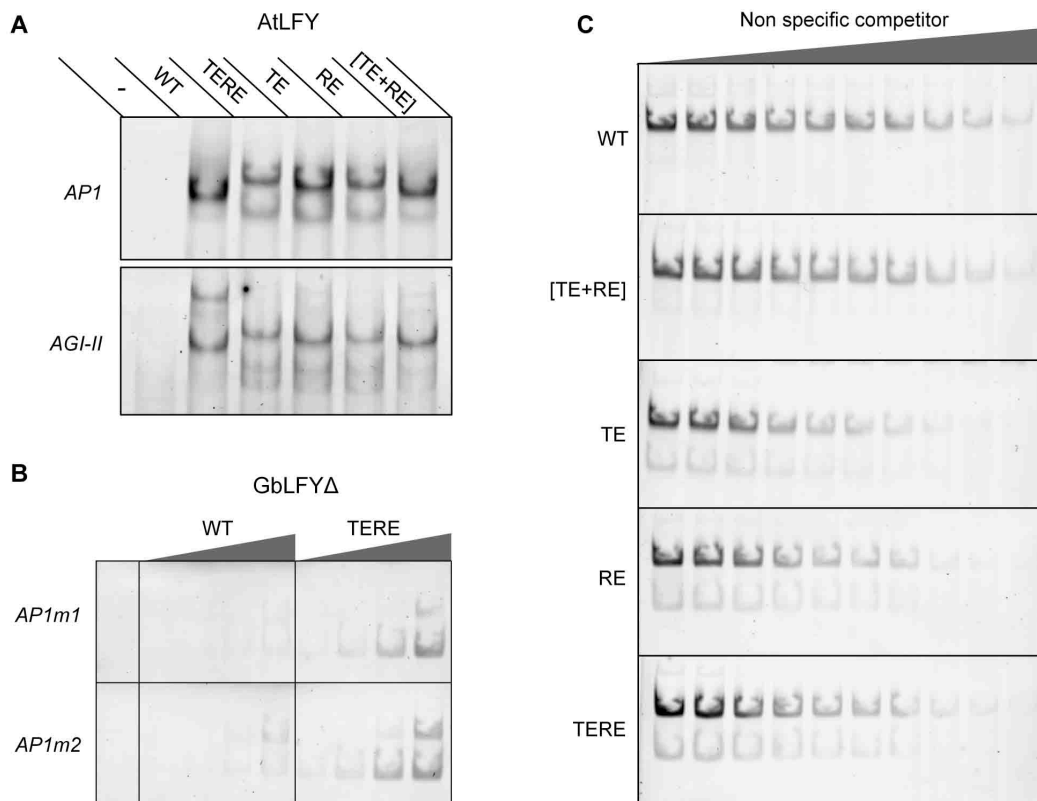 A
AtLFY
-
WT
TERE
TE
RE
[TE+RE]
AP1
AGI-II
B
GbLFYΔ
WT TERE
AP1m1
AP1m2
C
Non specific competitor
WT
[TE+RE]
TE
RE
TERE